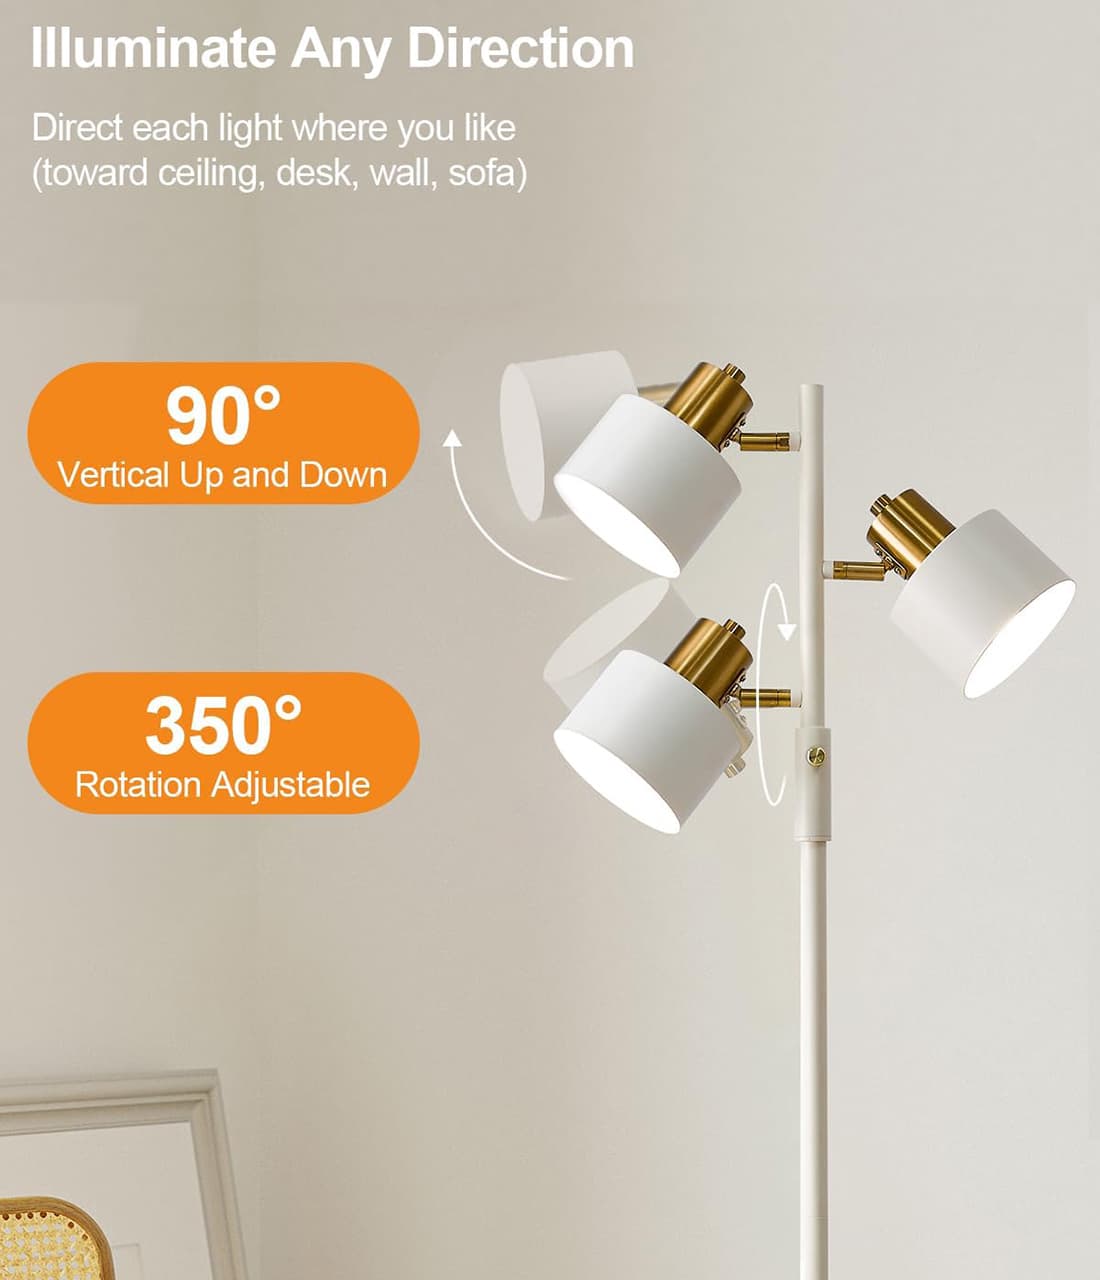 Illuminate Any Direction
Direct each light where you like
(toward ceiling, desk, wall, sofa)
90°
Vertical Up and Down
350°
Rotation Adjustable